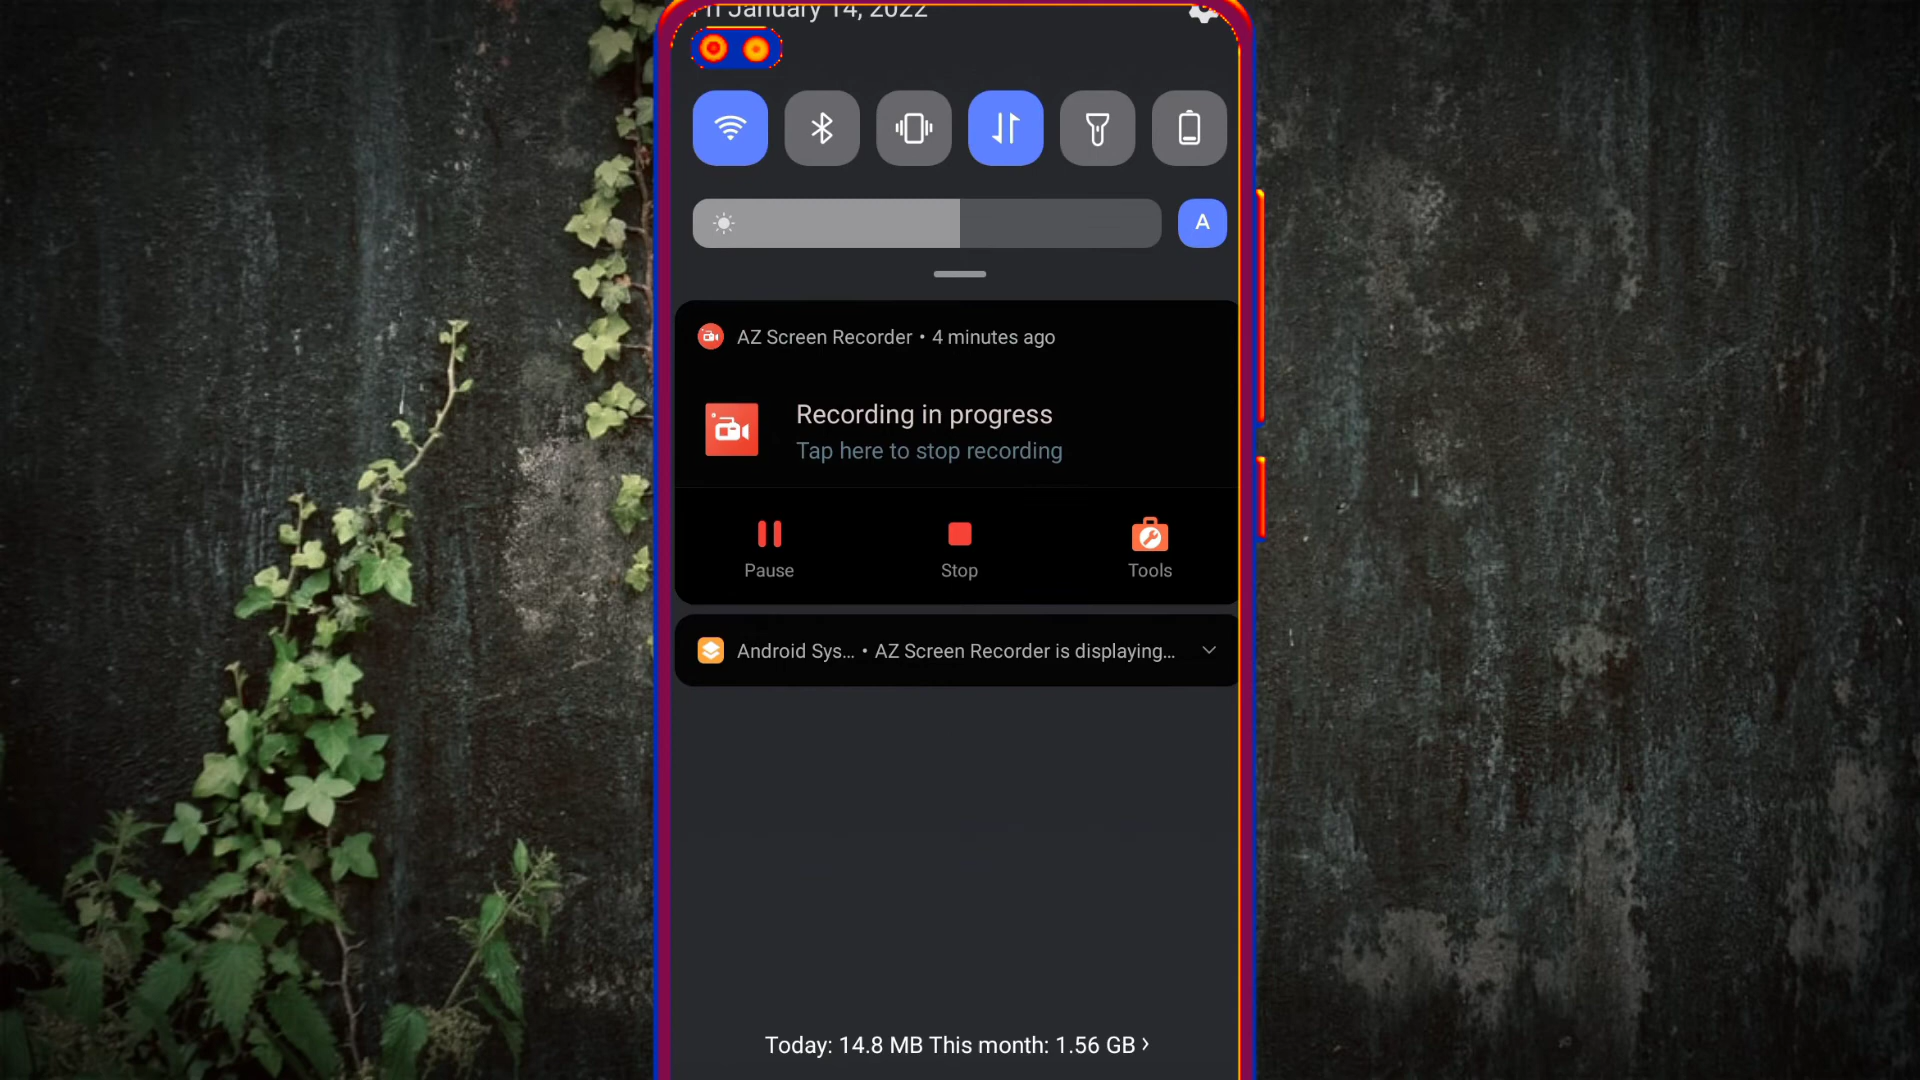 Fri January 14, 2022
A
AZ Screen Recorder • 4 minutes ago
Recording in progress
Tap here to stop recording
Pause
Stop
Tools
Android Sys... • AZ Screen Recorder is displaying...
Today: 14.8 MB This month: 1.56 GB ›